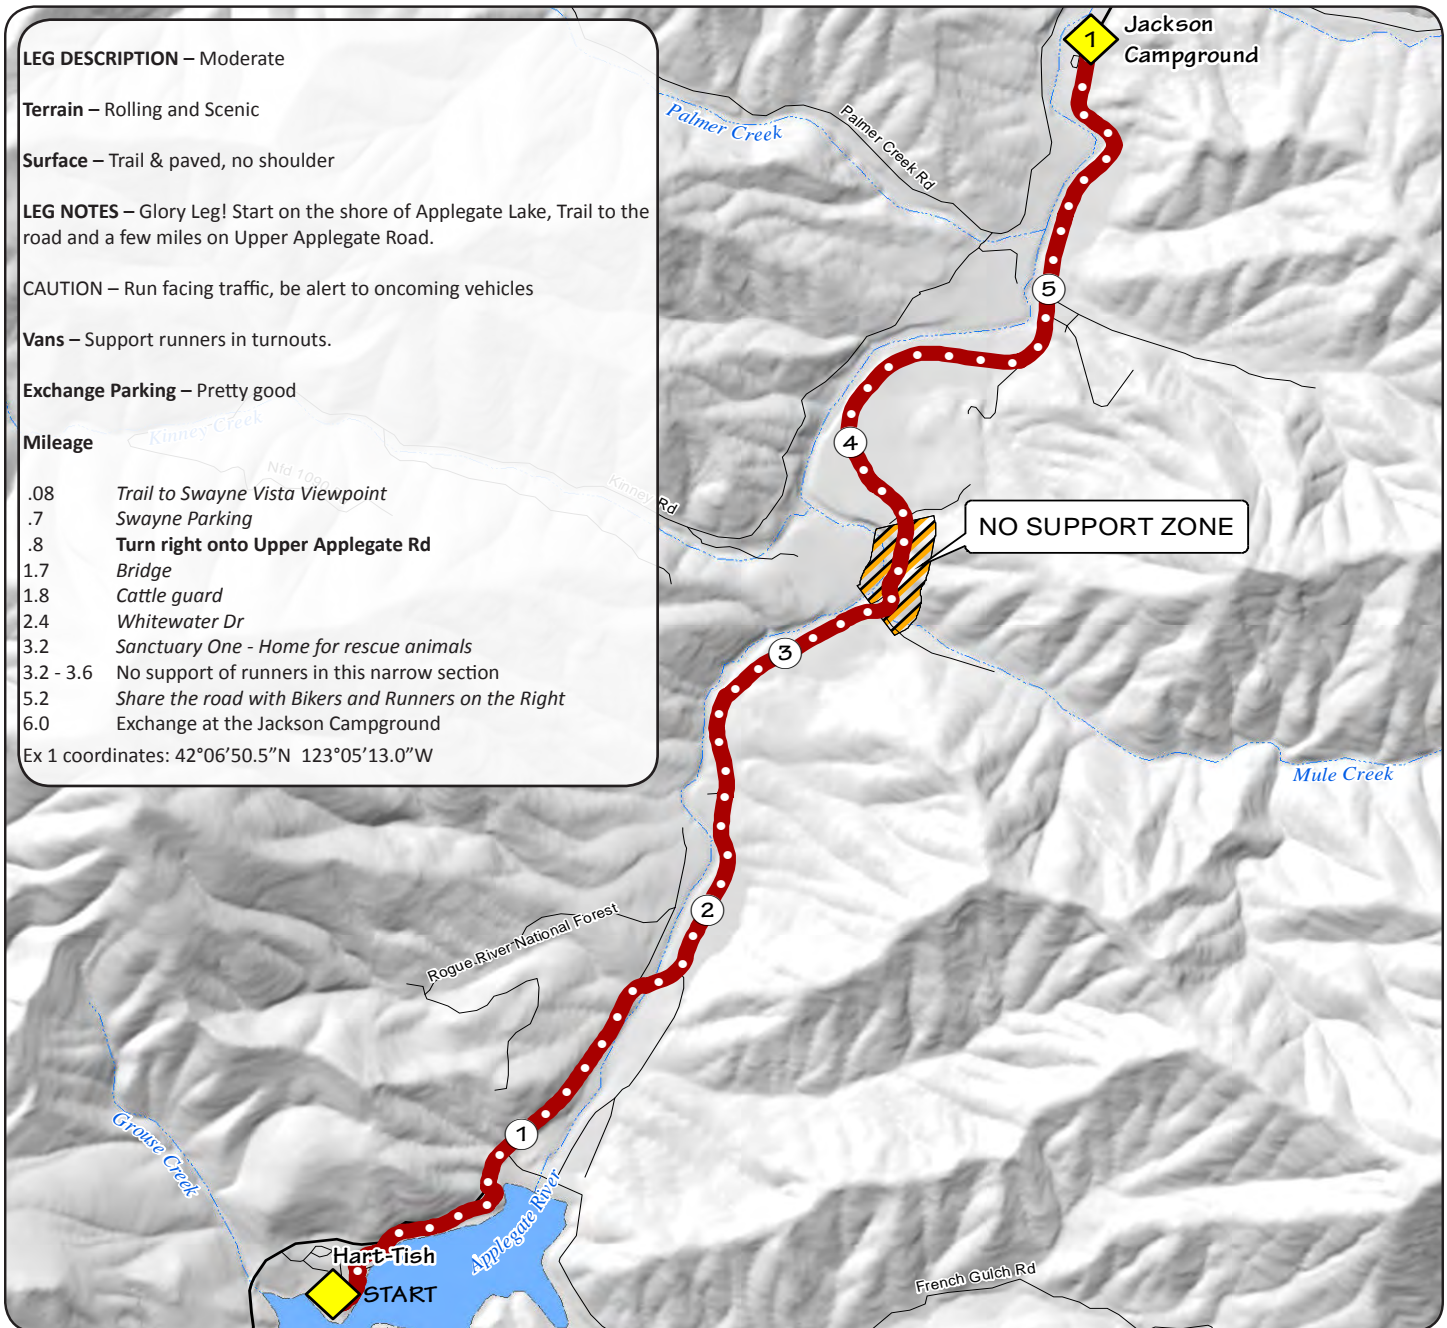 LEG DESCRIPTION – Moderate
Terrain – Rolling and Scenic
Surface – Trail & paved, no shoulder
LEG NOTES – Glory Leg! Start on the shore of Applegate Lake, Trail to the
road and a few miles on Upper Applegate Road.
CAUTION – Run facing traffic, be alert to oncoming vehicles
Vans – Support runners in turnouts.
Exchange Parking – Pretty good
Mileage
.08 Trail to Swayne Vista Viewpoint
.7 Swayne Parking
.8 Turn right onto Upper Applegate Rd
1.7 Bridge
1.8 Cattle guard
2.4 Whitewater Dr
3.2 Sanctuary One - Home for rescue animals
3.2 - 3.6 No support of runners in this narrow section
5.2 Share the road with Bikers and Runners on the Right
6.0 Exchange at the Jackson Campground
Ex 1 coordinates: 42°06’50.5”N 123°05’13.0”W
Kinney Creek
Nfd 1090
Kinney Rd
1
Jackson
Campground
Palmer Creek
Palmer Creek Rd
5
4
NO SUPPORT ZONE
3
Mule Creek
2
Rogue River National Forest
1
Grouse Creek
Applegate River
Hart-Tish
START
French Gulch Rd